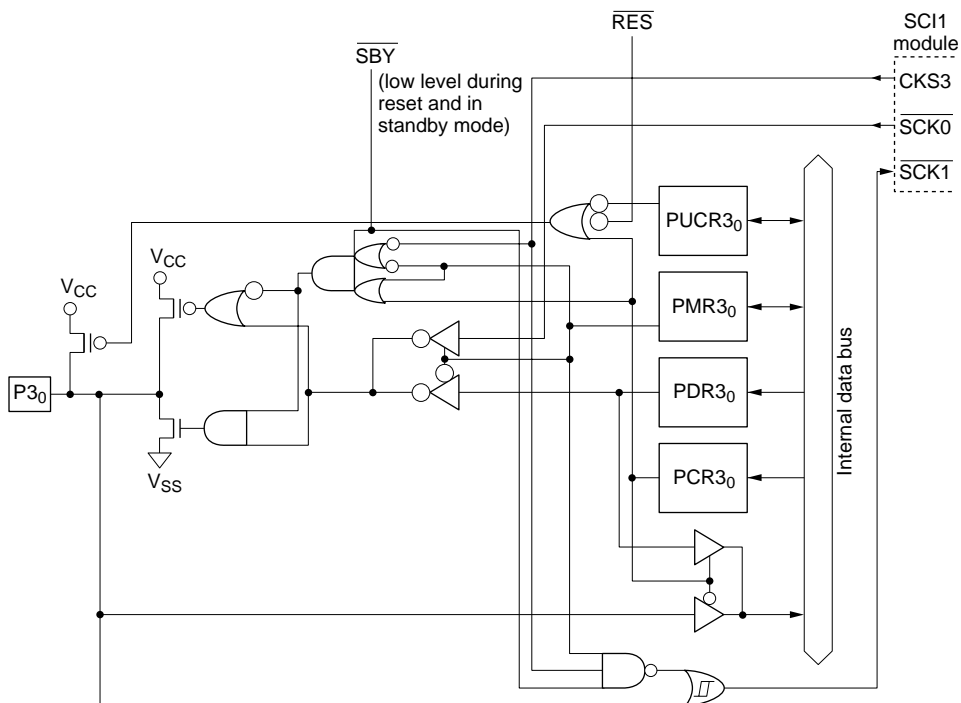 RES
SCI1
module
SBY
(low level during
reset and in
standby mode)
CKS3
SCK0
SCK1
PUCR3₀
VCC
VCC
PMR3₀
P3₀
PDR3₀
VSS
PCR3₀
Internal data bus